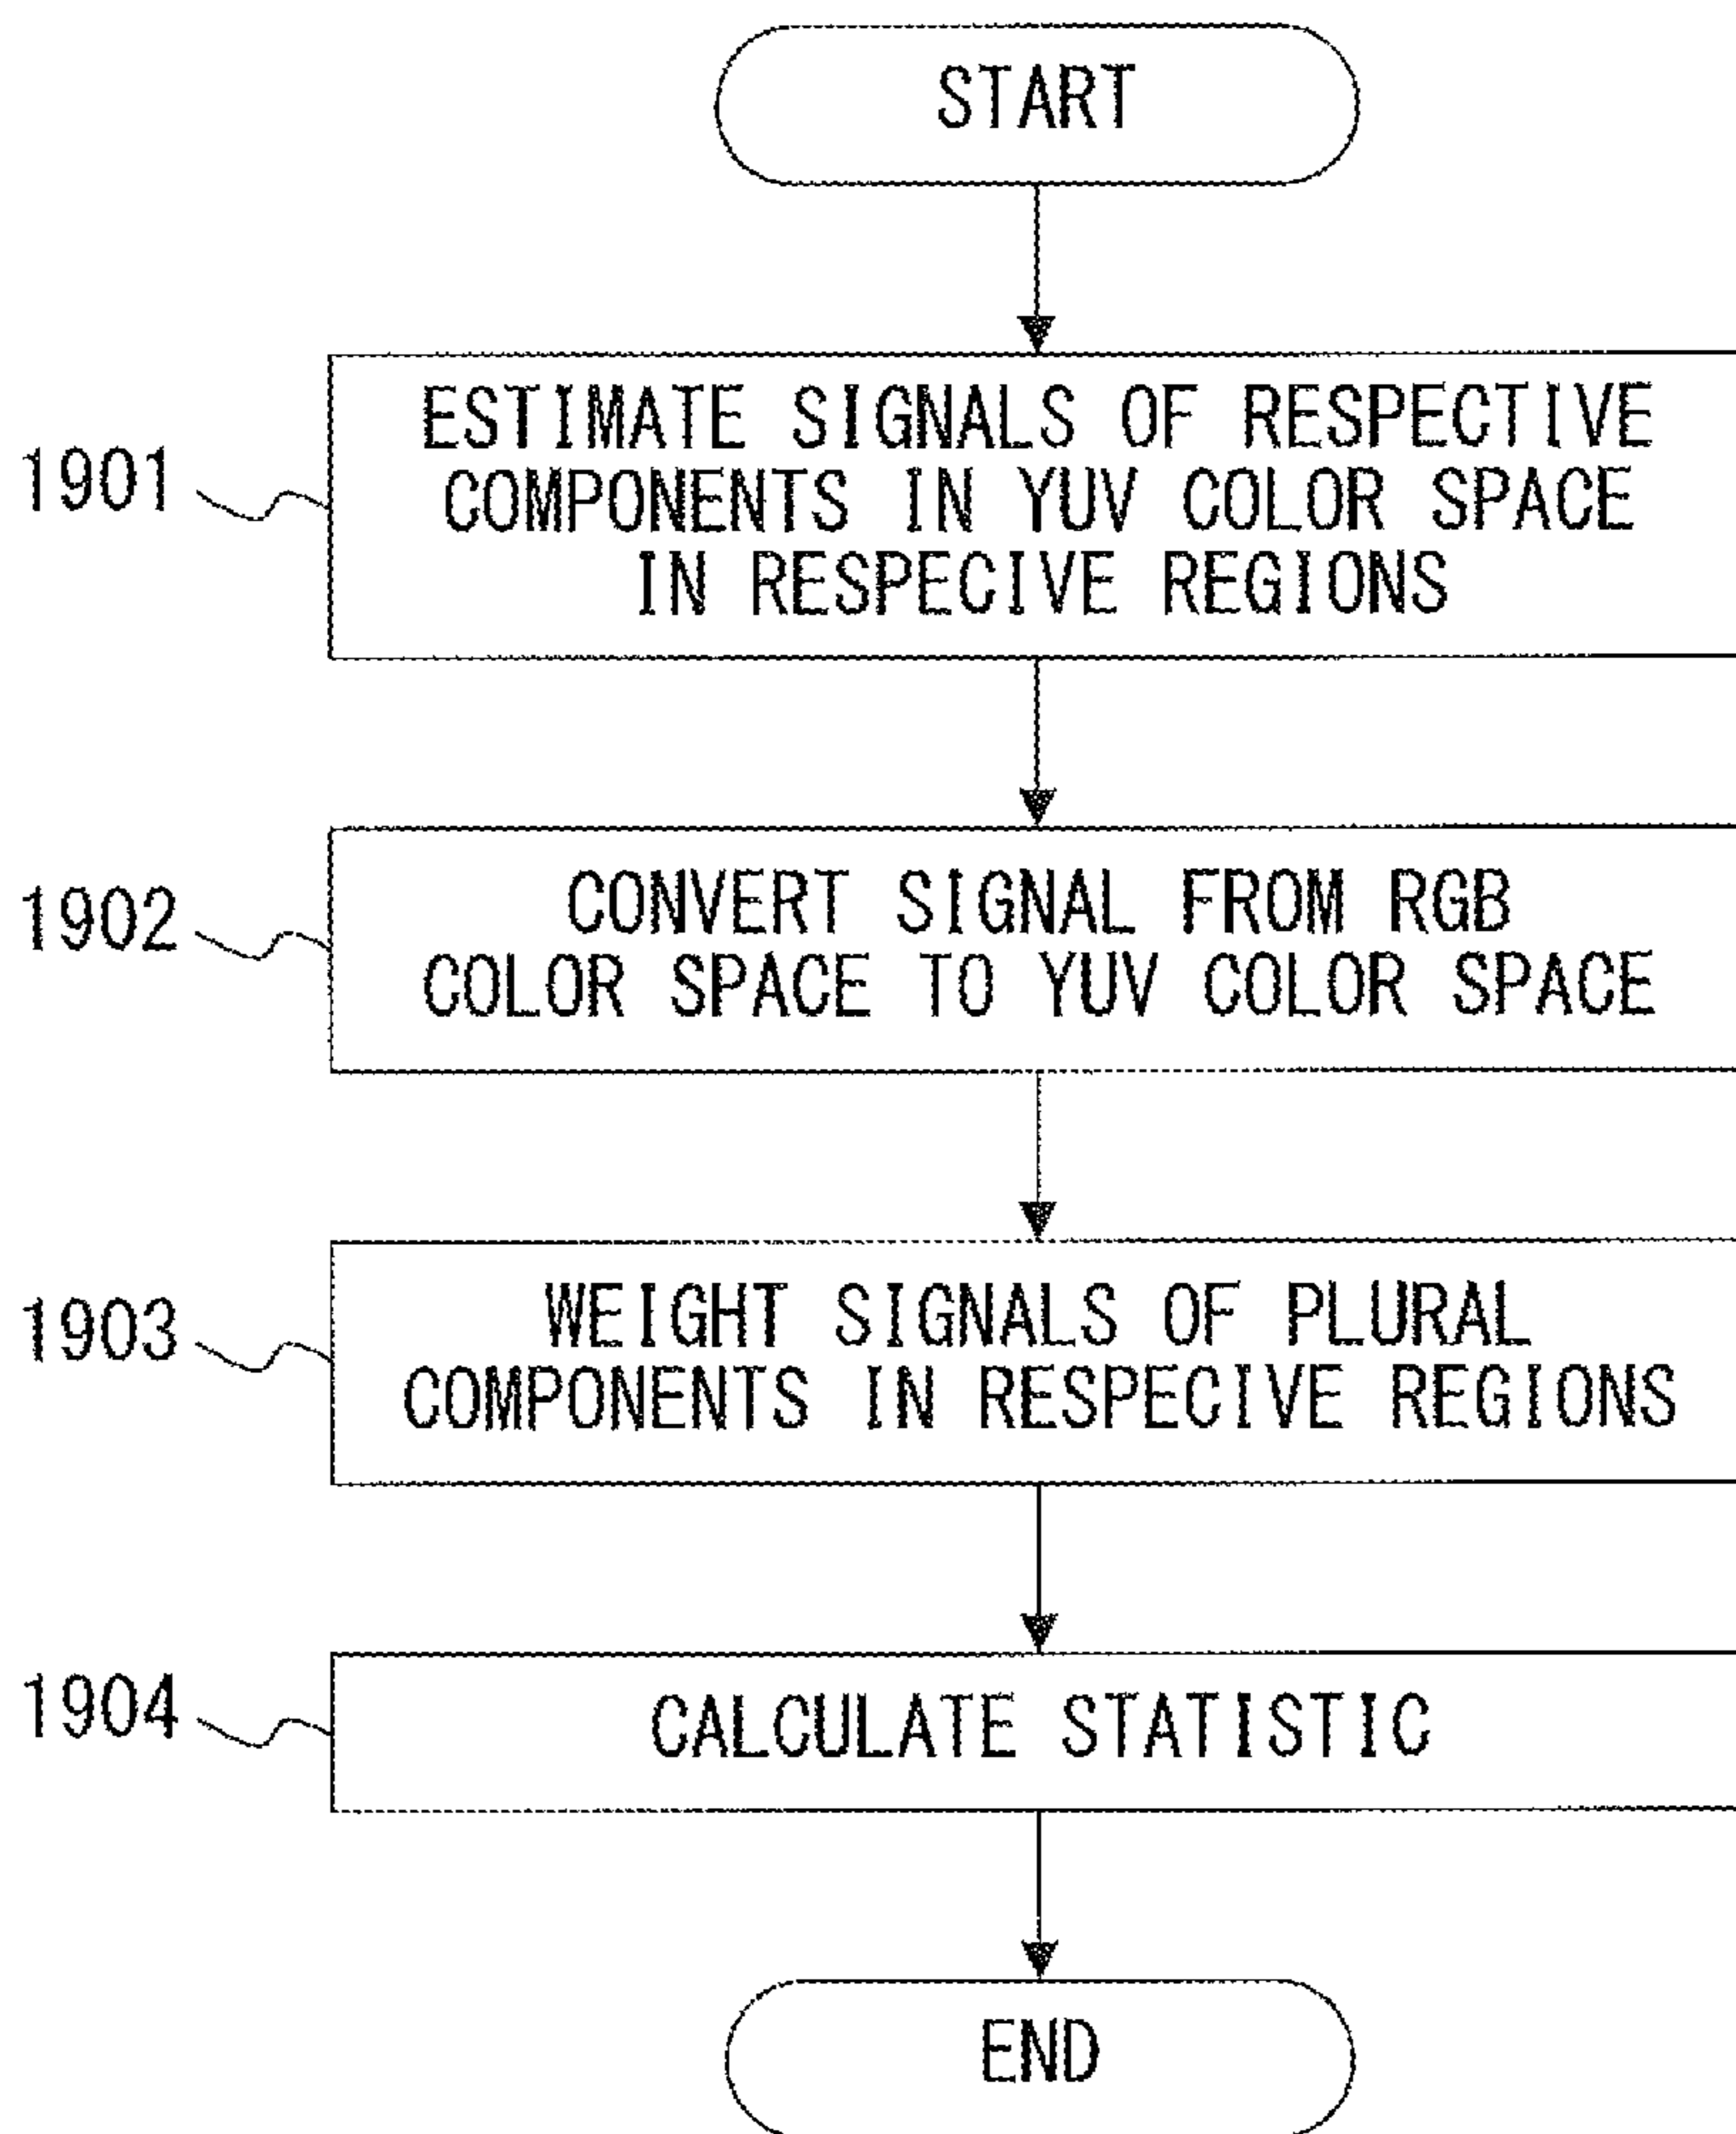 START
1901
ESTIMATE SIGNALS OF RESPECTIVE
COMPONENTS IN YUV COLOR SPACE
IN RESPECIVE REGIONS
1902
CONVERT SIGNAL FROM RGB
COLOR SPACE TO YUV COLOR SPACE
1903
WEIGHT SIGNALS OF PLURAL
COMPONENTS IN RESPECIVE REGIONS
1904
CALCULATE STATISTIC
END